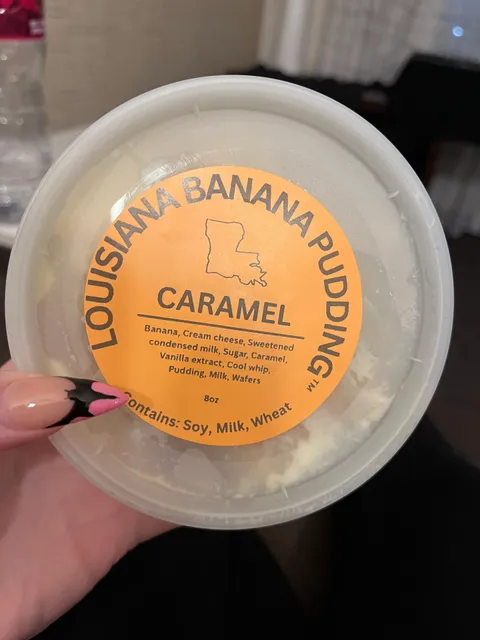 LOUISIANA BANANA PUDDING™
CARAMEL
Banana, Cream cheese, Sweetened
condensed milk, Sugar, Caramel,
Vanilla extract, Cool whip,
Pudding, Milk, Wafers
8oz
Contains: Soy, Milk, Wheat